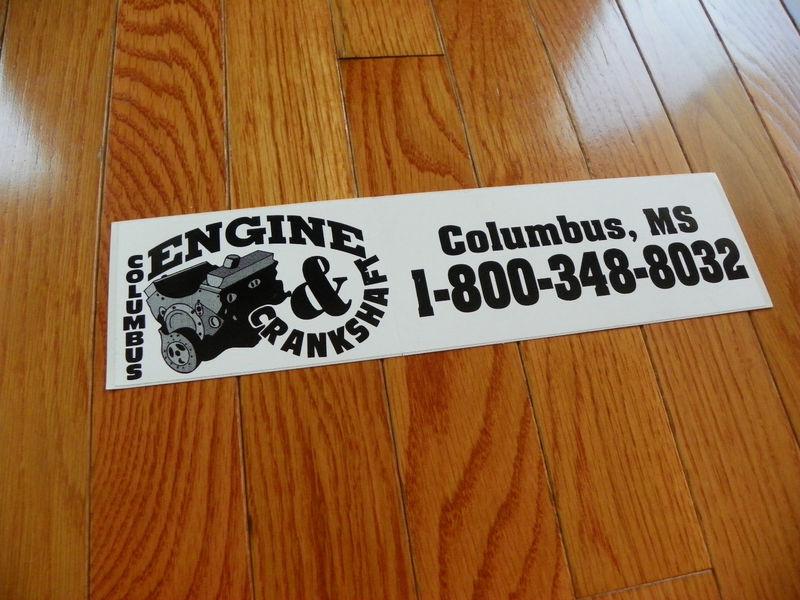 COLUMBUS
ENGINE
&
CRANKSHAFT
Columbus, MS
1-800-348-8032